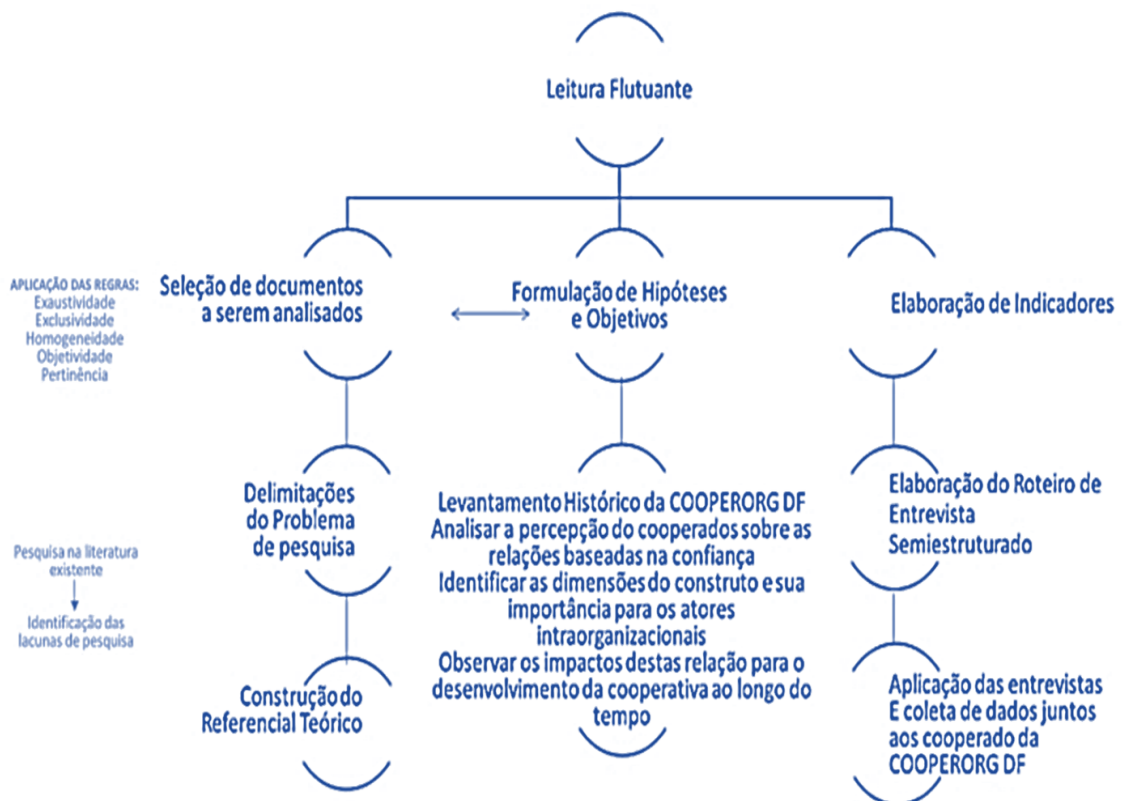 Leitura Flutuante
APLICAÇÃO DAS REGRAS:
Exaustividade
Exclusividade
Homogeneidade
Objetividade
Pertinência
Seleção de documentos
a serem analisados
Formulação de Hipóteses
e Objetivos
Elaboração de Indicadores
Pesquisa na literatura
existente
Identificação das
lacunas de pesquisa
Delimitações
do Problema
de pesquisa
Levantamento Histórico da COOPERORG DF
Analisar a percepção do cooperados sobre as
relações baseadas na confiança
Identificar as dimensões do construto e sua
importância para os atores
intraorganizacionais
Observar os impactos destas relação para o
desenvolvimento da cooperativa ao longo do
tempo
Elaboração do Roteiro de
Entrevista
Semiestruturado
Construção do
Referencial Teórico
Aplicação das entrevistas
E coleta de dados juntos
aos cooperado da
COOPERORG DF